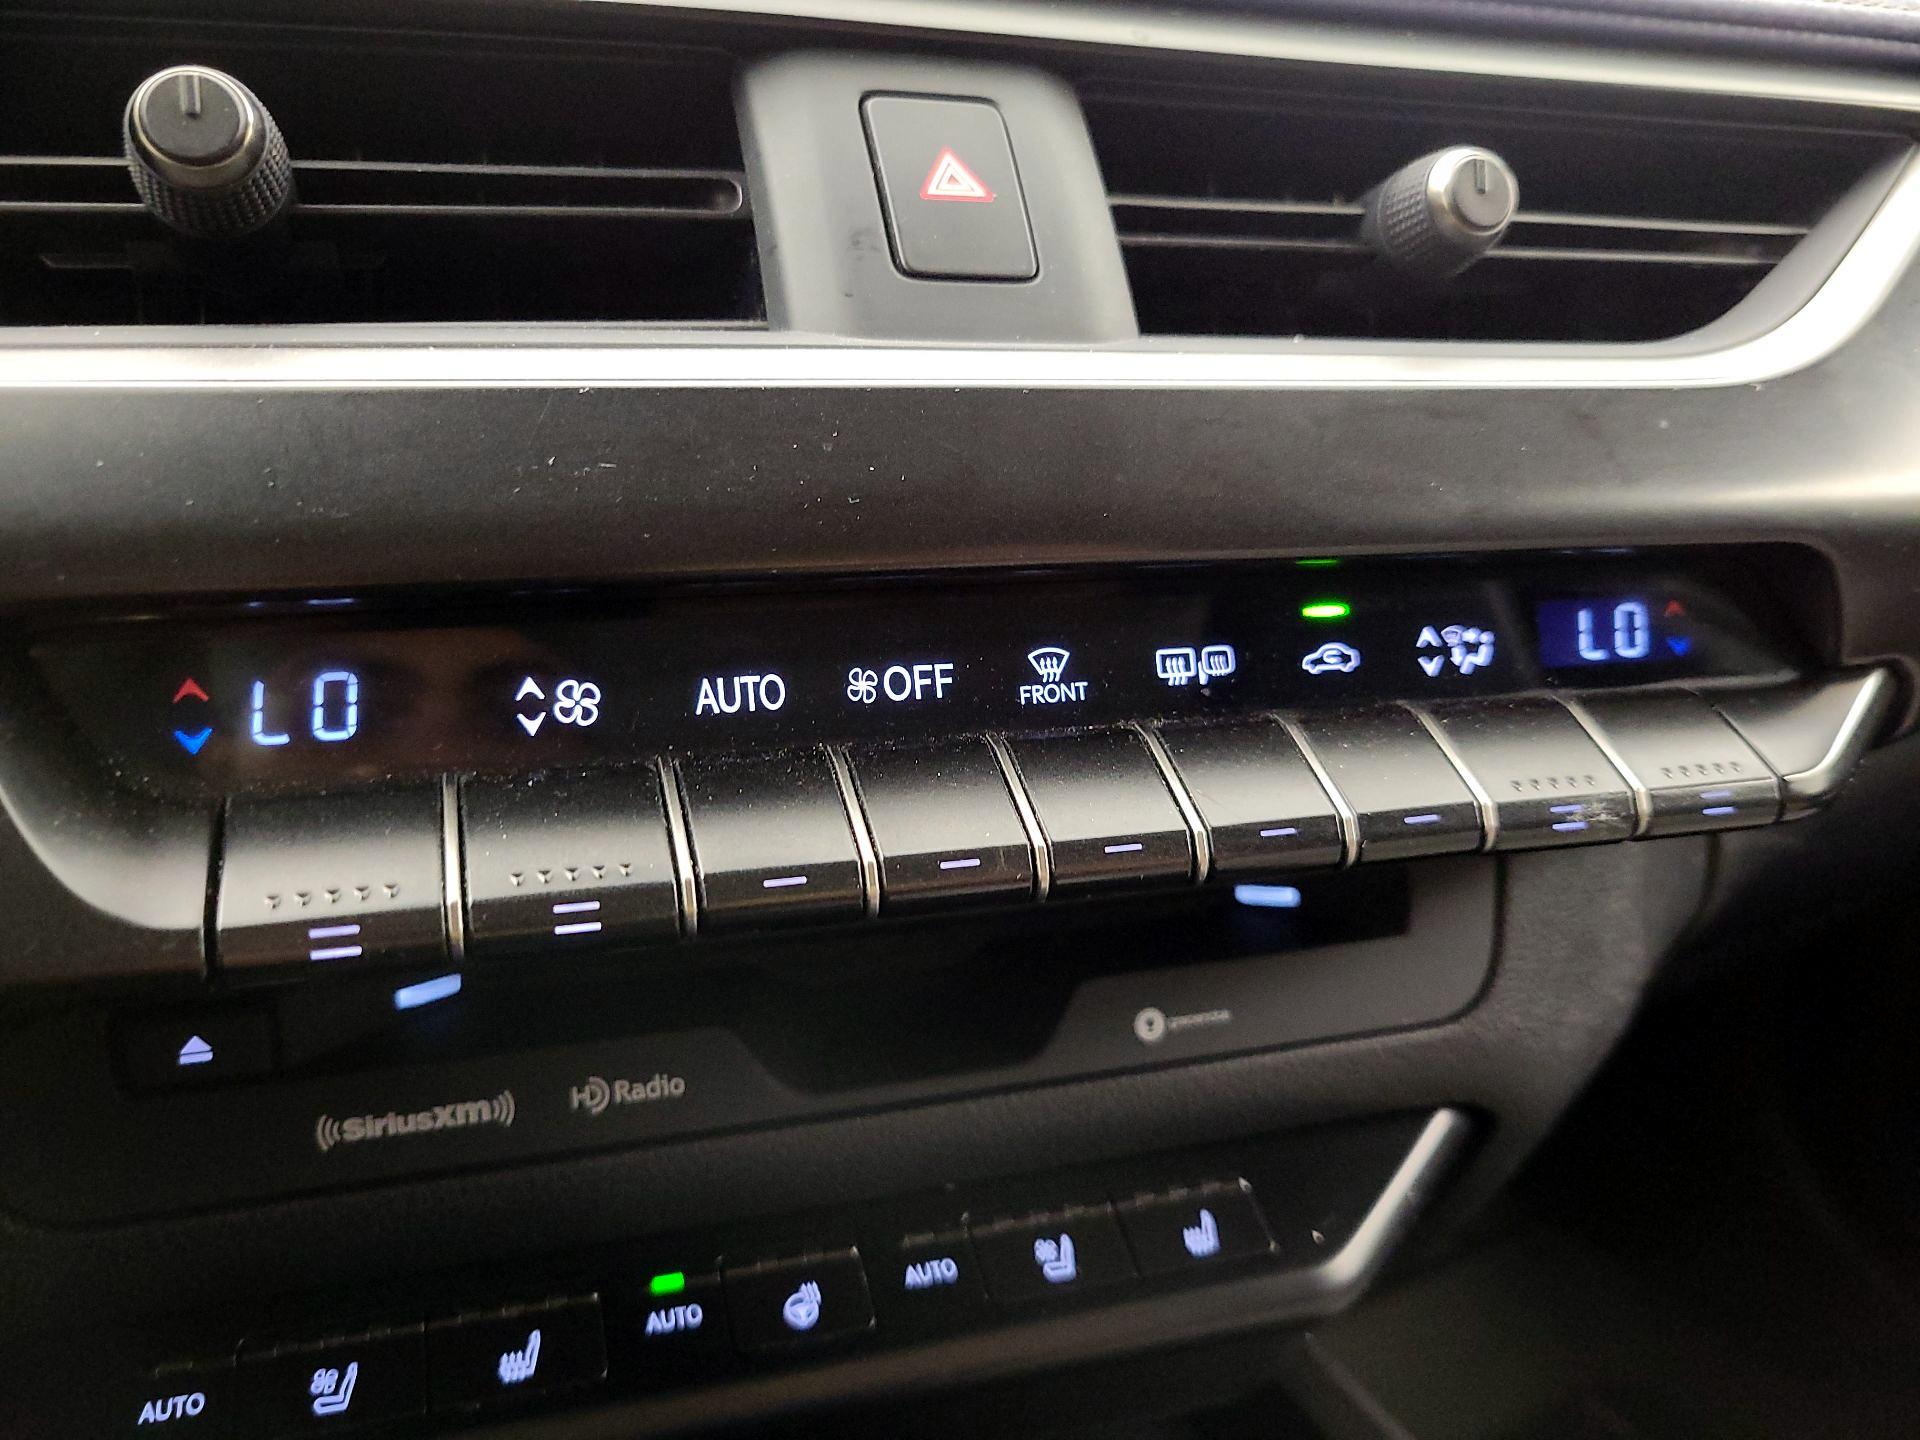 LO AUTO OFF FRONT LO
SiriusXM HD Radio
AUTO AUTO AUTO